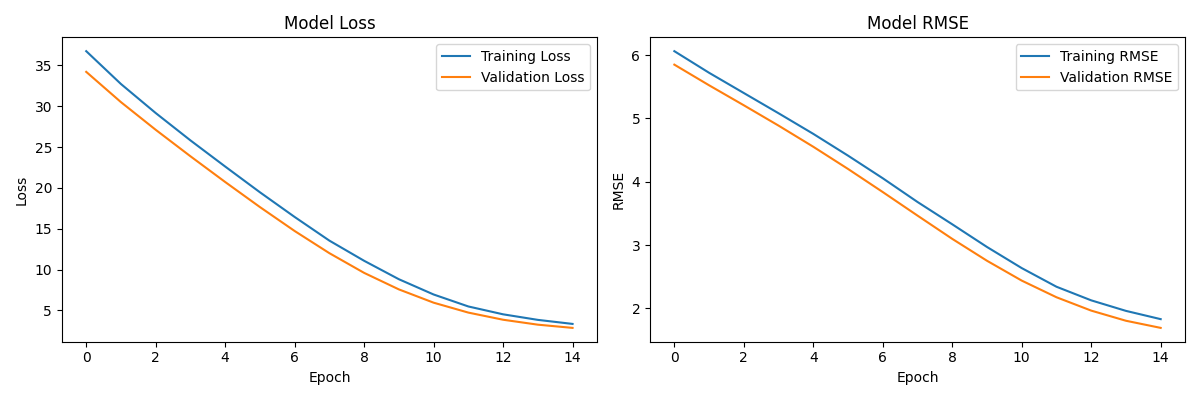 Model Loss
Training Loss
Validation Loss
35
30
25
20
15
10
5
Loss
0 2 4 6 8 10 12 14
Epoch
Model RMSE
Training RMSE
Validation RMSE
6
5
4
3
2
RMSE
0 2 4 6 8 10 12 14
Epoch